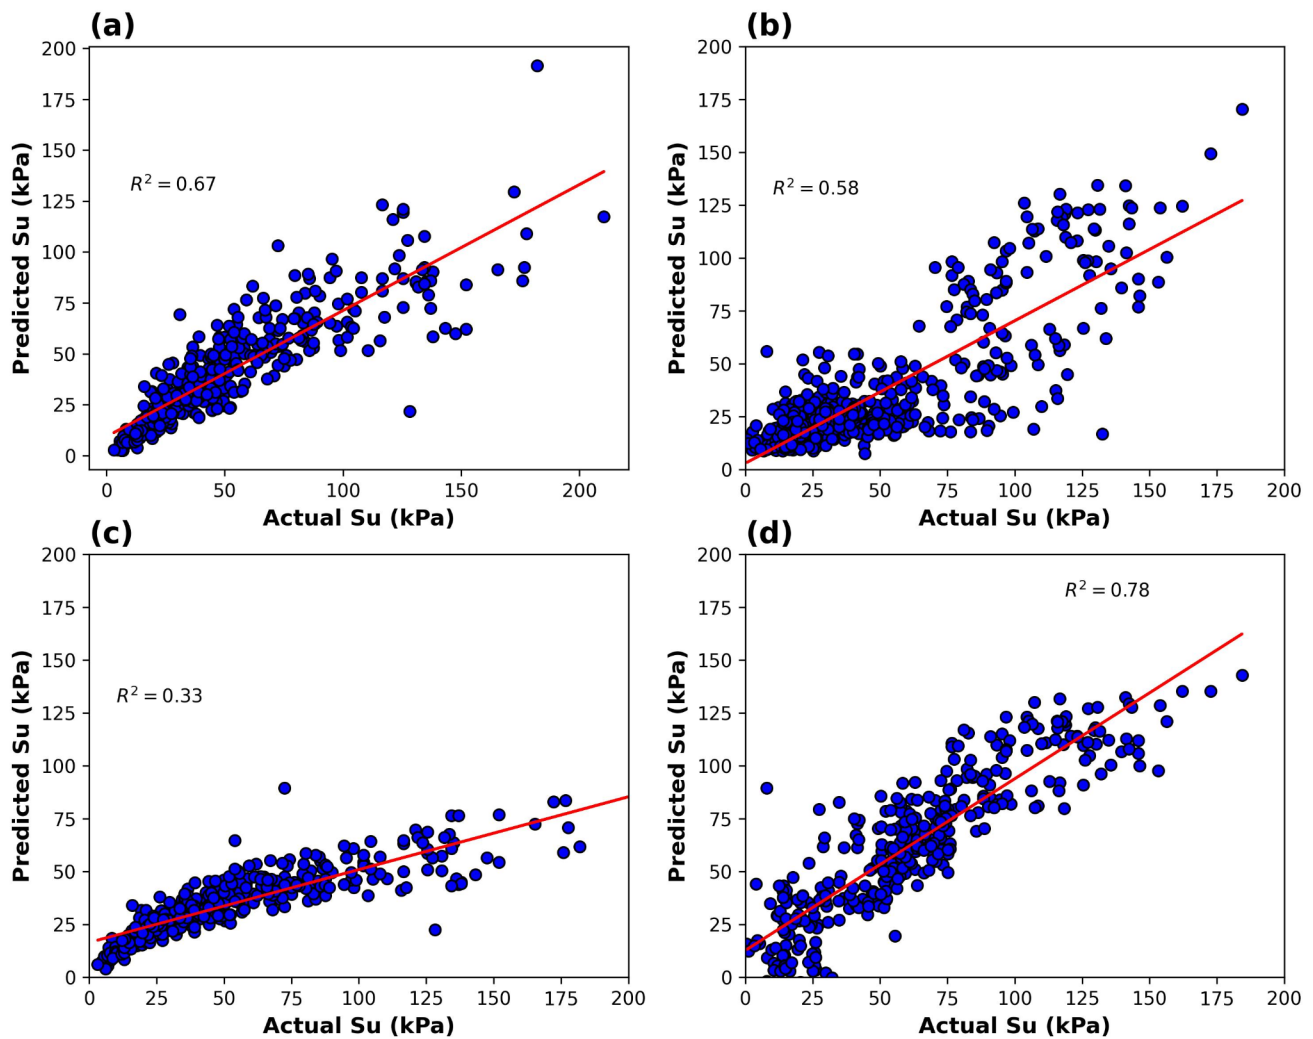 (a)
200
175
150
125
100
75
50
25
0
Predicted Su (kPa)
R² = 0.67
0 50 100 150 200
Actual Su (kPa)
(b)
200
175
150
125
100
75
50
25
0
Predicted Su (kPa)
R² = 0.58
0 25 50 75 100 125 150 175 200
Actual Su (kPa)
(c)
200
175
150
125
100
75
50
25
0
Predicted Su (kPa)
R² = 0.33
0 25 50 75 100 125 150 175 200
Actual Su (kPa)
(d)
200
175
150
125
100
75
50
25
0
Predicted Su (kPa)
R² = 0.78
0 25 50 75 100 125 150 175 200
Actual Su (kPa)